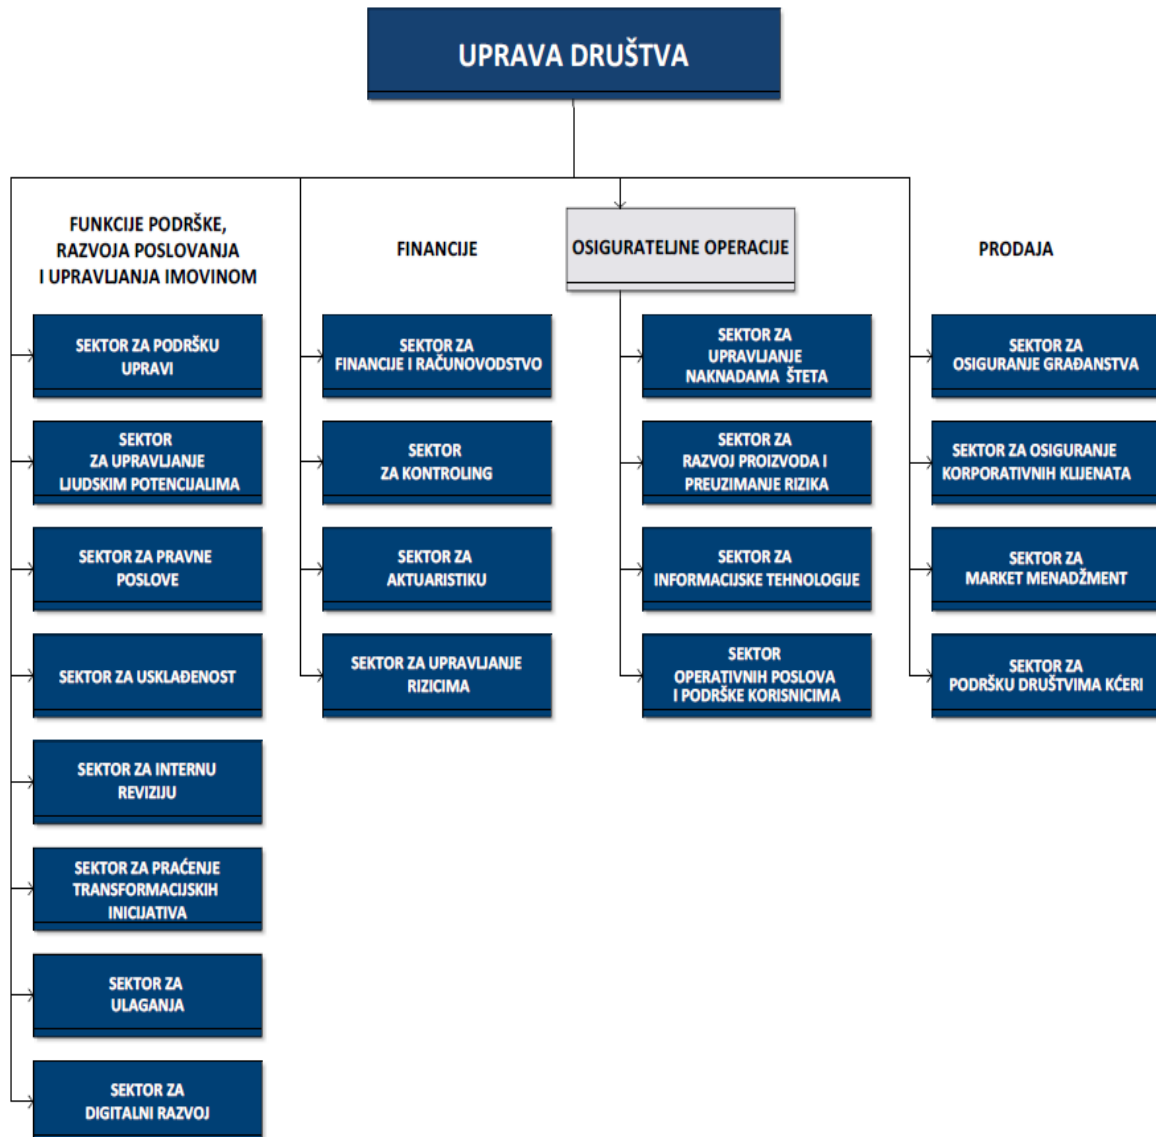 UPRAVA DRUŠTVA
FUNKCIJE PODRŠKE,
RAZVOJA POSLOVANJA
I UPRAVLJANJA IMOVINOM
SEKTOR ZA PODRŠKU
UPRAVI
SEKTOR
ZA UPRAVLJANJE
LJUDSKIM POTENCIJALIMA
SEKTOR ZA PRAVNE
POSLOVE
SEKTOR ZA USKLAĐENOST
SEKTOR ZA INTERNU
REVIZIJU
SEKTOR ZA PRAĆENJE
TRANSFORMACIJSKIH
INICIJATIVA
SEKTOR ZA
ULAGANJA
SEKTOR ZA
DIGITALNI RAZVOJ
FINANCIJE
SEKTOR ZA
FINANCIJE I RAČUNOVODSTVO
SEKTOR
ZA KONTROLING
SEKTOR ZA
AKTUARISTIKU
SEKTOR ZA UPRAVLJANJE
RIZICIMA
OSIGURATELJNE OPERACIJE
SEKTOR ZA
UPRAVLJANJE
NAKNADAMA ŠTETA
SEKTOR ZA
RAZVOJ PROIZVODA I
PREUZIMANJE RIZIKA
SEKTOR ZA
INFORMACIJSKE TEHNOLOGIJE
SEKTOR
OPERATIVNIH POSLOVA
I PODRŠKE KORISNICIMA
PRODAJA
SEKTOR ZA
OSIGURANJE GRAĐANSTVA
SEKTOR ZA OSIGURANJE
KORPORATIVNIH KLIJENATA
SEKTOR ZA
MARKET MENADŽMENT
SEKTOR ZA
PODRŠKU DRUŠTVIMA KĆERI